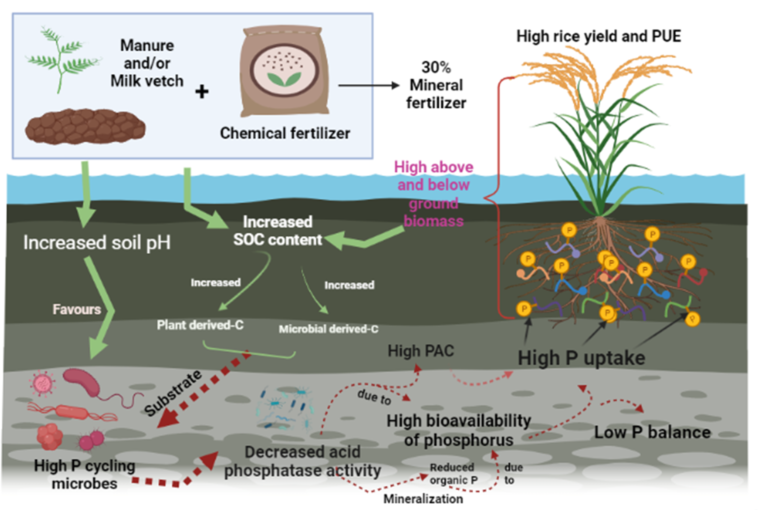 Manure
and/or
Milk vetch
+
Chemical fertilizer
30%
Mineral
fertilizer
High rice yield and PUE
High above
and below
ground
biomass
Increased soil pH
Increased
SOC content
Increased
Increased
Favours
Plant derived-C
Microbial derived-C
P
P
P
P
P
P
P
P
P
P
P
High PAC
High P uptake
Substrate
due to
High bioavailability
of phosphorus
Low P balance
Decreased acid
phosphatase activity
High P cycling
microbes
Reduced
organic P
due
to
Mineralization